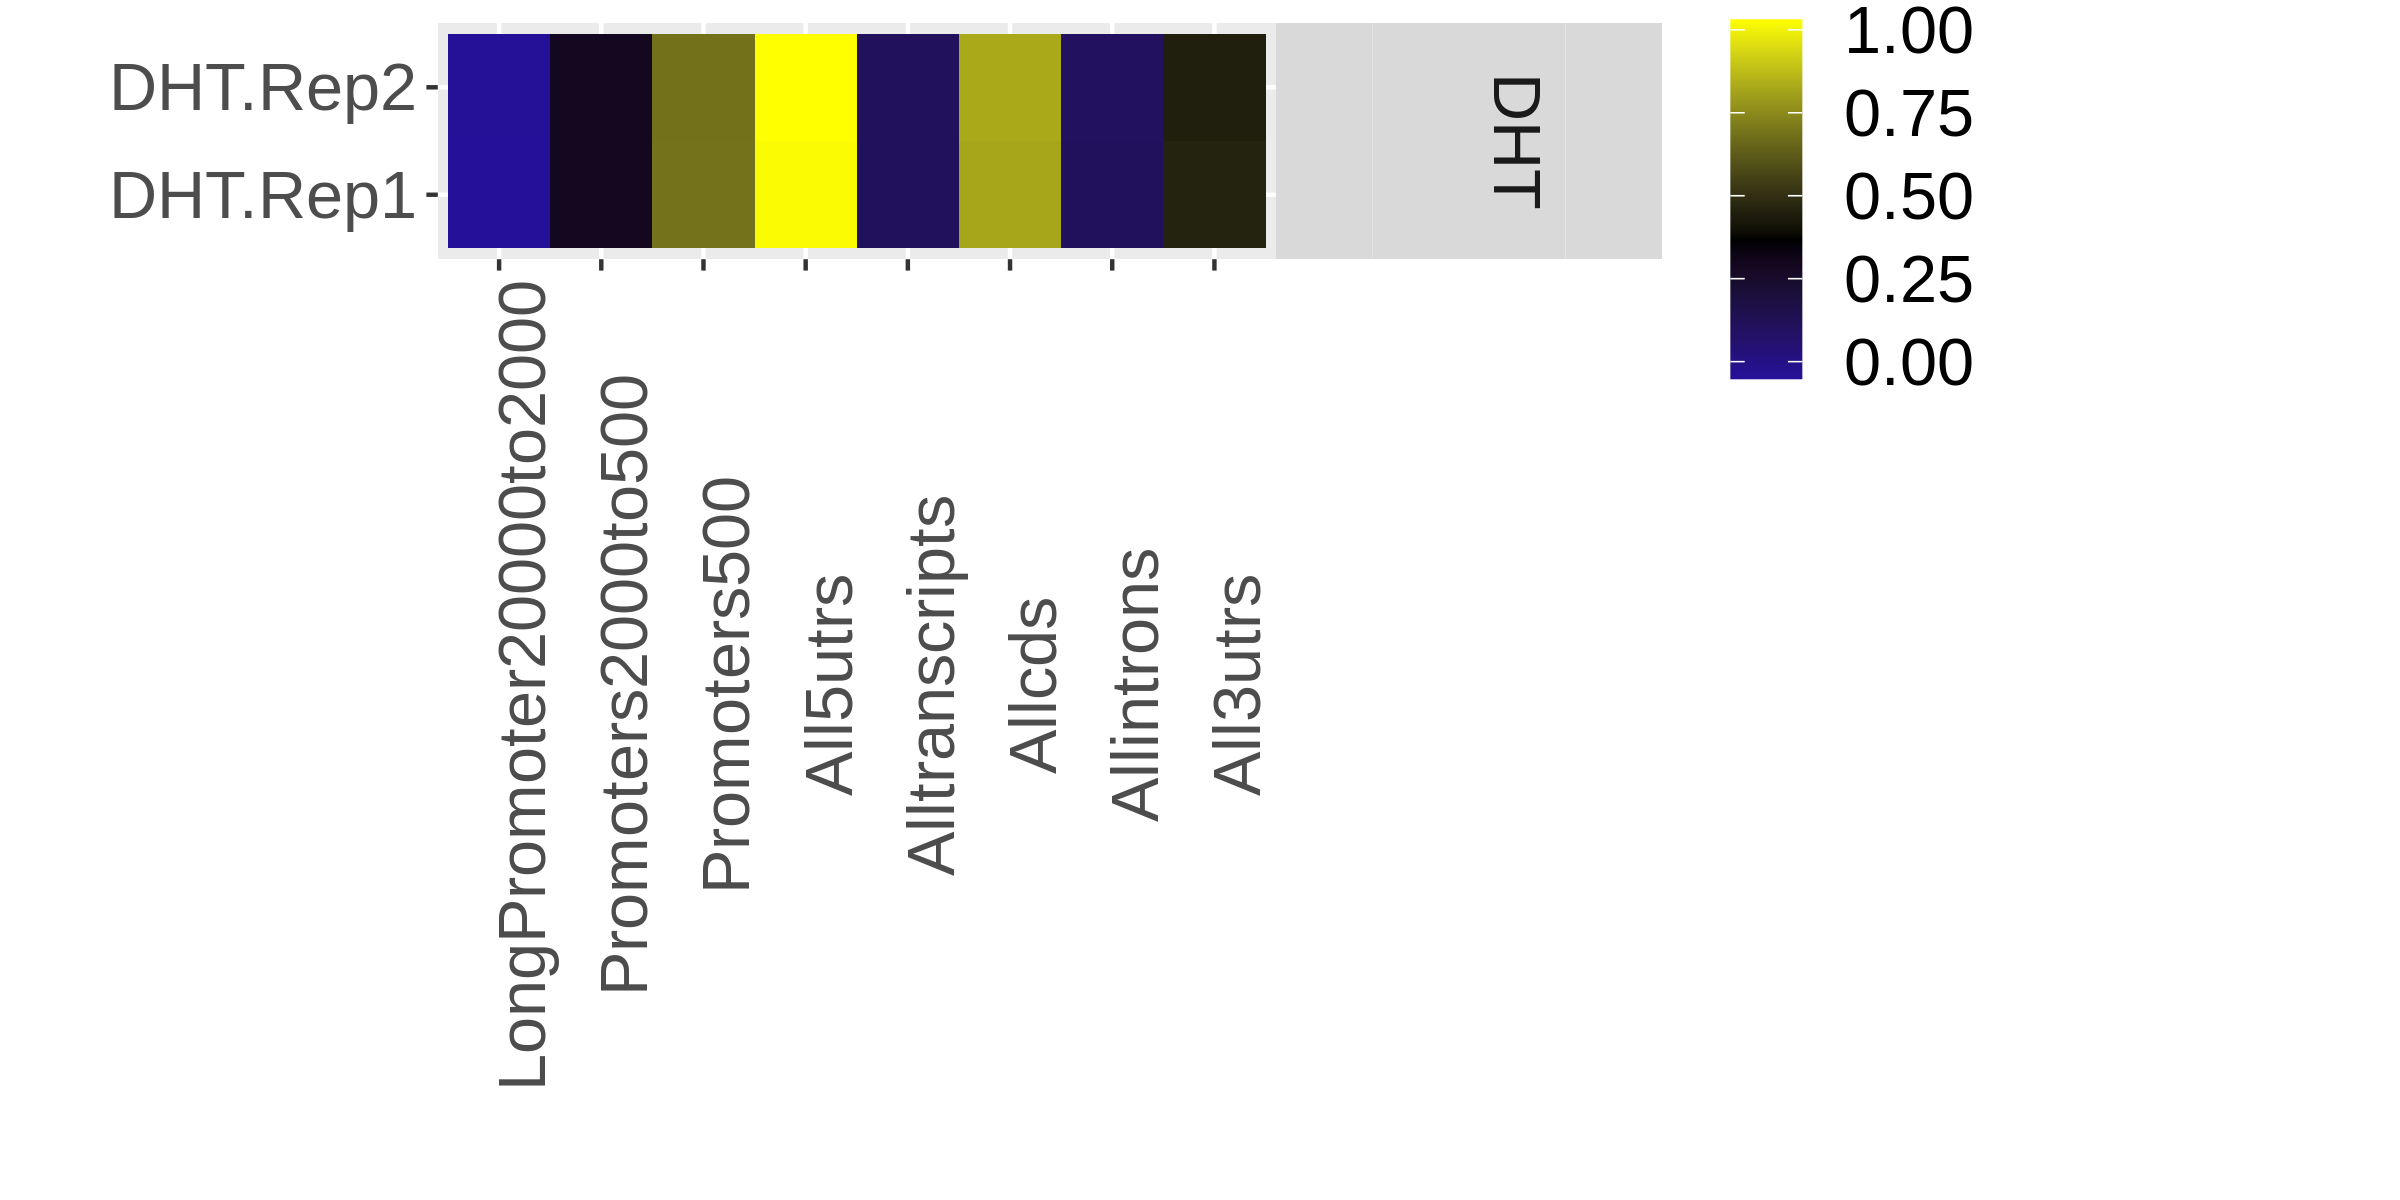 DHT.Rep2
DHT.Rep1
DHT
1.00
0.75
0.50
0.25
0.00
LongPromoter20000to2000
Promoters2000to500
Promoters500
All5utrs
Alltranscripts
Allcds
Allintrons
All3utrs